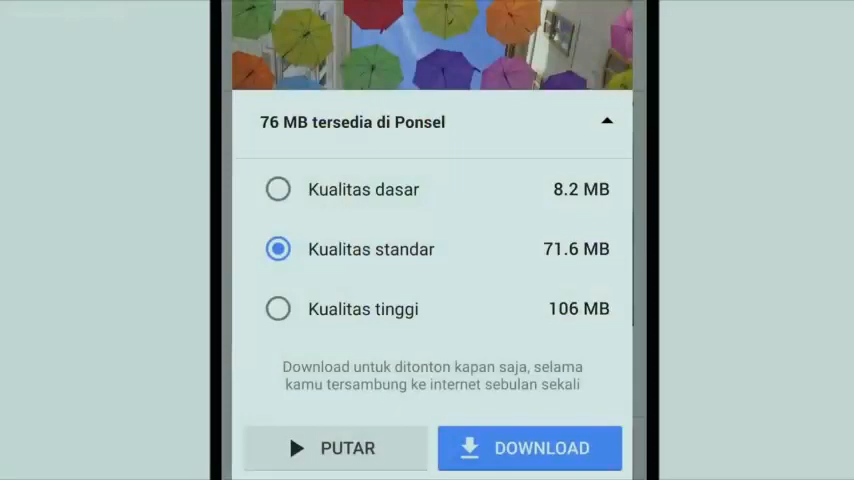 76 MB tersedia di Ponsel
Kualitas dasar 8.2 MB
Kualitas standar 71.6 MB
Kualitas tinggi 106 MB
Download untuk ditonton kapan saja, selama
kamu tersambung ke internet sebulan sekali
PUTAR DOWNLOAD